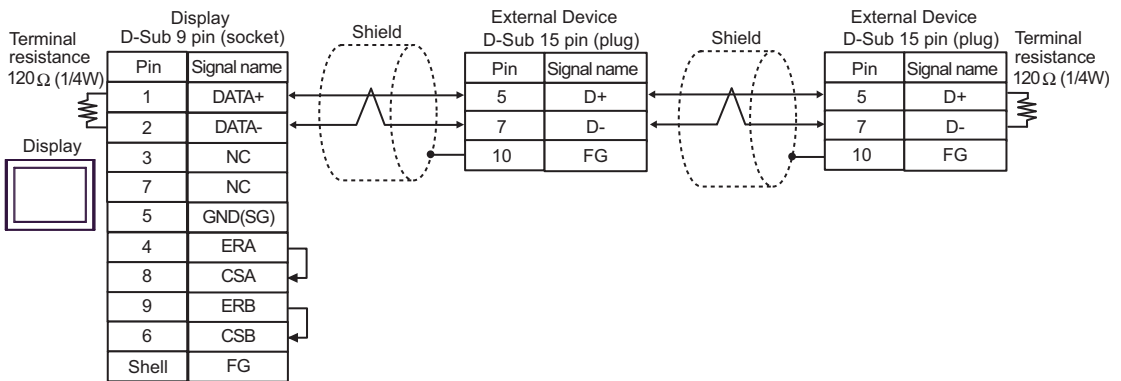 Terminal
resistance
120Ω (1/4W)
Display
Display
D-Sub 9 pin (socket)
Pin Signal name
1 DATA+
2 DATA-
3 NC
7 NC
5 GND(SG)
4 ERA
8 CSA
9 ERB
6 CSB
Shell FG
Shield
External Device
D-Sub 15 pin (plug)
Pin Signal name
5 D+
7 D-
10 FG
Shield
External Device
D-Sub 15 pin (plug)
Pin Signal name
5 D+
7 D-
10 FG
Terminal
resistance
120Ω (1/4W)